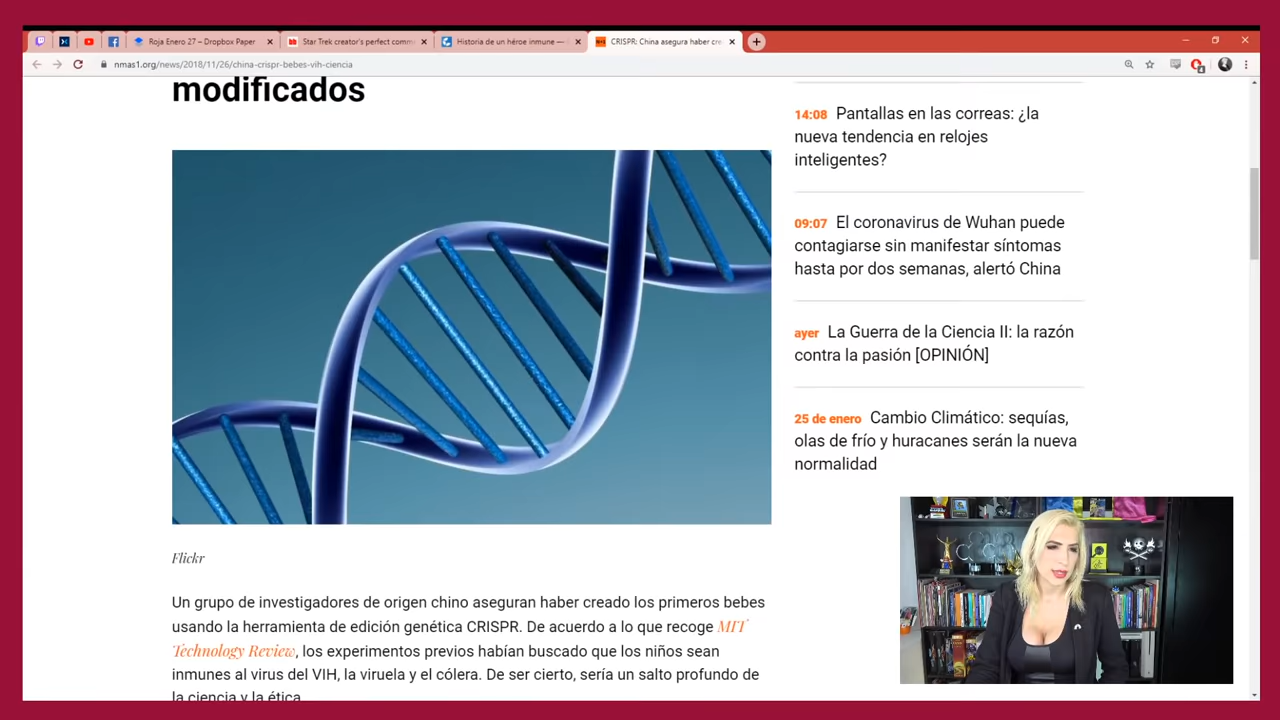 Roja Enero 27 – Dropbox Paper
Star Trek creator's perfect comm
Historia de un héroe inmune —
CRISPR: China asegura haber cre
nmas1.org/news/2018/11/26/china-crispr-bebes-vih-ciencia
modificados
Flickr
Un grupo de investigadores de origen chino aseguran haber creado los primeros bebes
usando la herramienta de edición genética CRISPR. De acuerdo a lo que recoge MIT
Technology Review, los experimentos previos habían buscado que los niños sean
inmunes al virus del VIH, la viruela y el cólera. De ser cierto, sería un salto profundo de
la ciencia y la ética.
14:08 Pantallas en las correas: ¿la
nueva tendencia en relojes
inteligentes?
09:07 El coronavirus de Wuhan puede
contagiarse sin manifestar síntomas
hasta por dos semanas, alertó China
ayer La Guerra de la Ciencia II: la razón
contra la pasión [OPINIÓN]
25 de enero Cambio Climático: sequías,
olas de frío y huracanes serán la nueva
normalidad